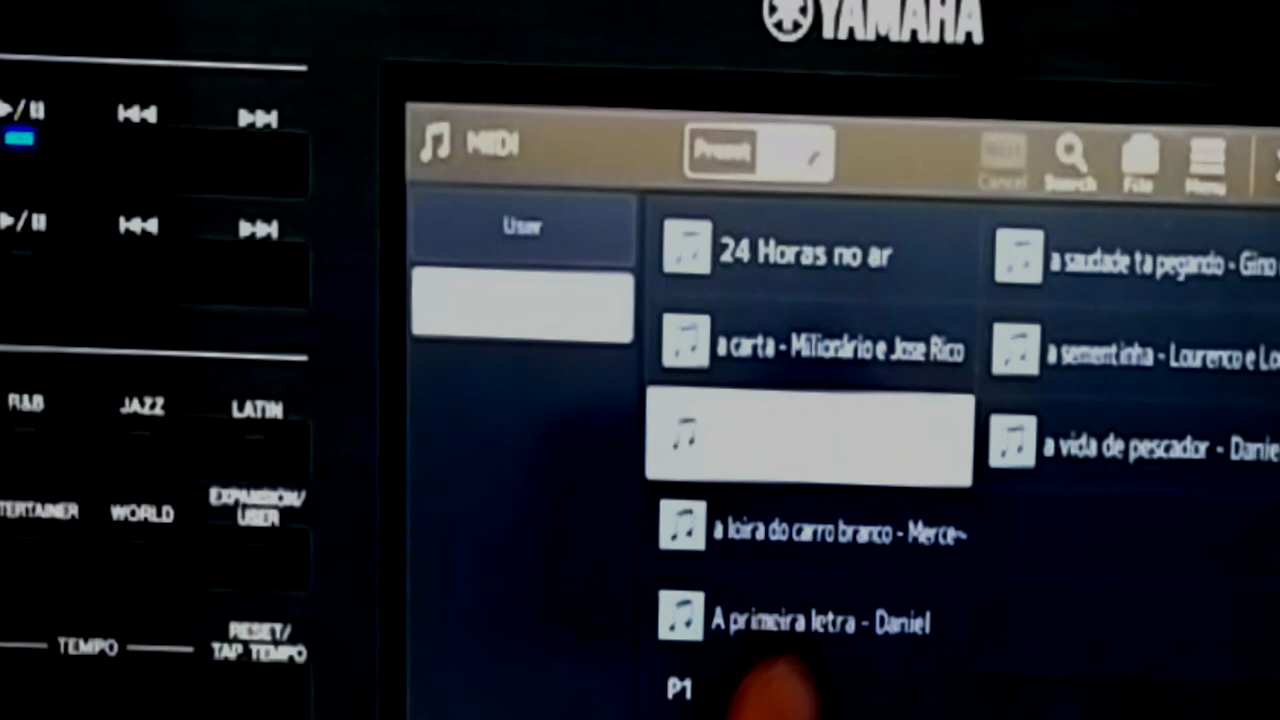 YAMAHA
MIDI
Preset
Cancel
Search
File
Menu
User
24 Horas no ar
a saudade ta pegando - Gino
a carta - Milionário e Jose Rico
a sementinha - Lourenco e Lo
a vida de pescador - Danie
a loira do carro branco - Merce~
A primeira letra - Daniel
P1
R&B
JAZZ
LATIN
TERTAINER
WORLD
EXPANSION/
USER
TEMPO
RESET/
TAP TEMPO